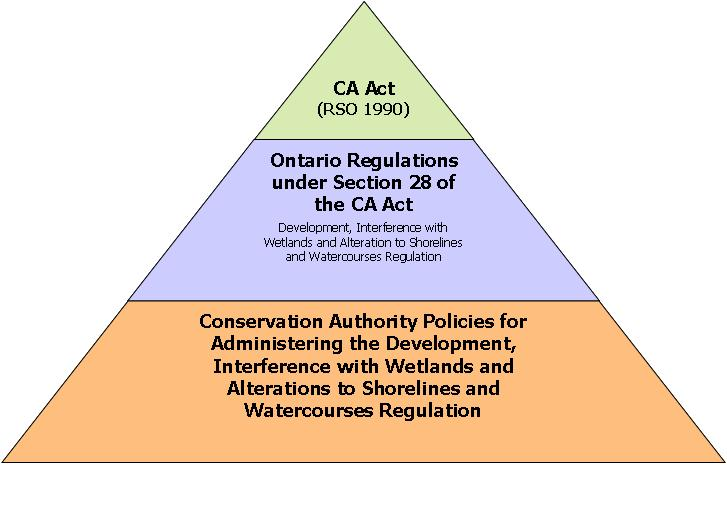 CA Act
(RSO 1990)
Ontario Regulations
under Section 28 of
the CA Act
Development, Interference with
Wetlands and Alteration to Shorelines
and Watercourses Regulation
Conservation Authority Policies for
Administering the Development,
Interference with Wetlands and
Alterations to Shorelines and
Watercourses Regulation